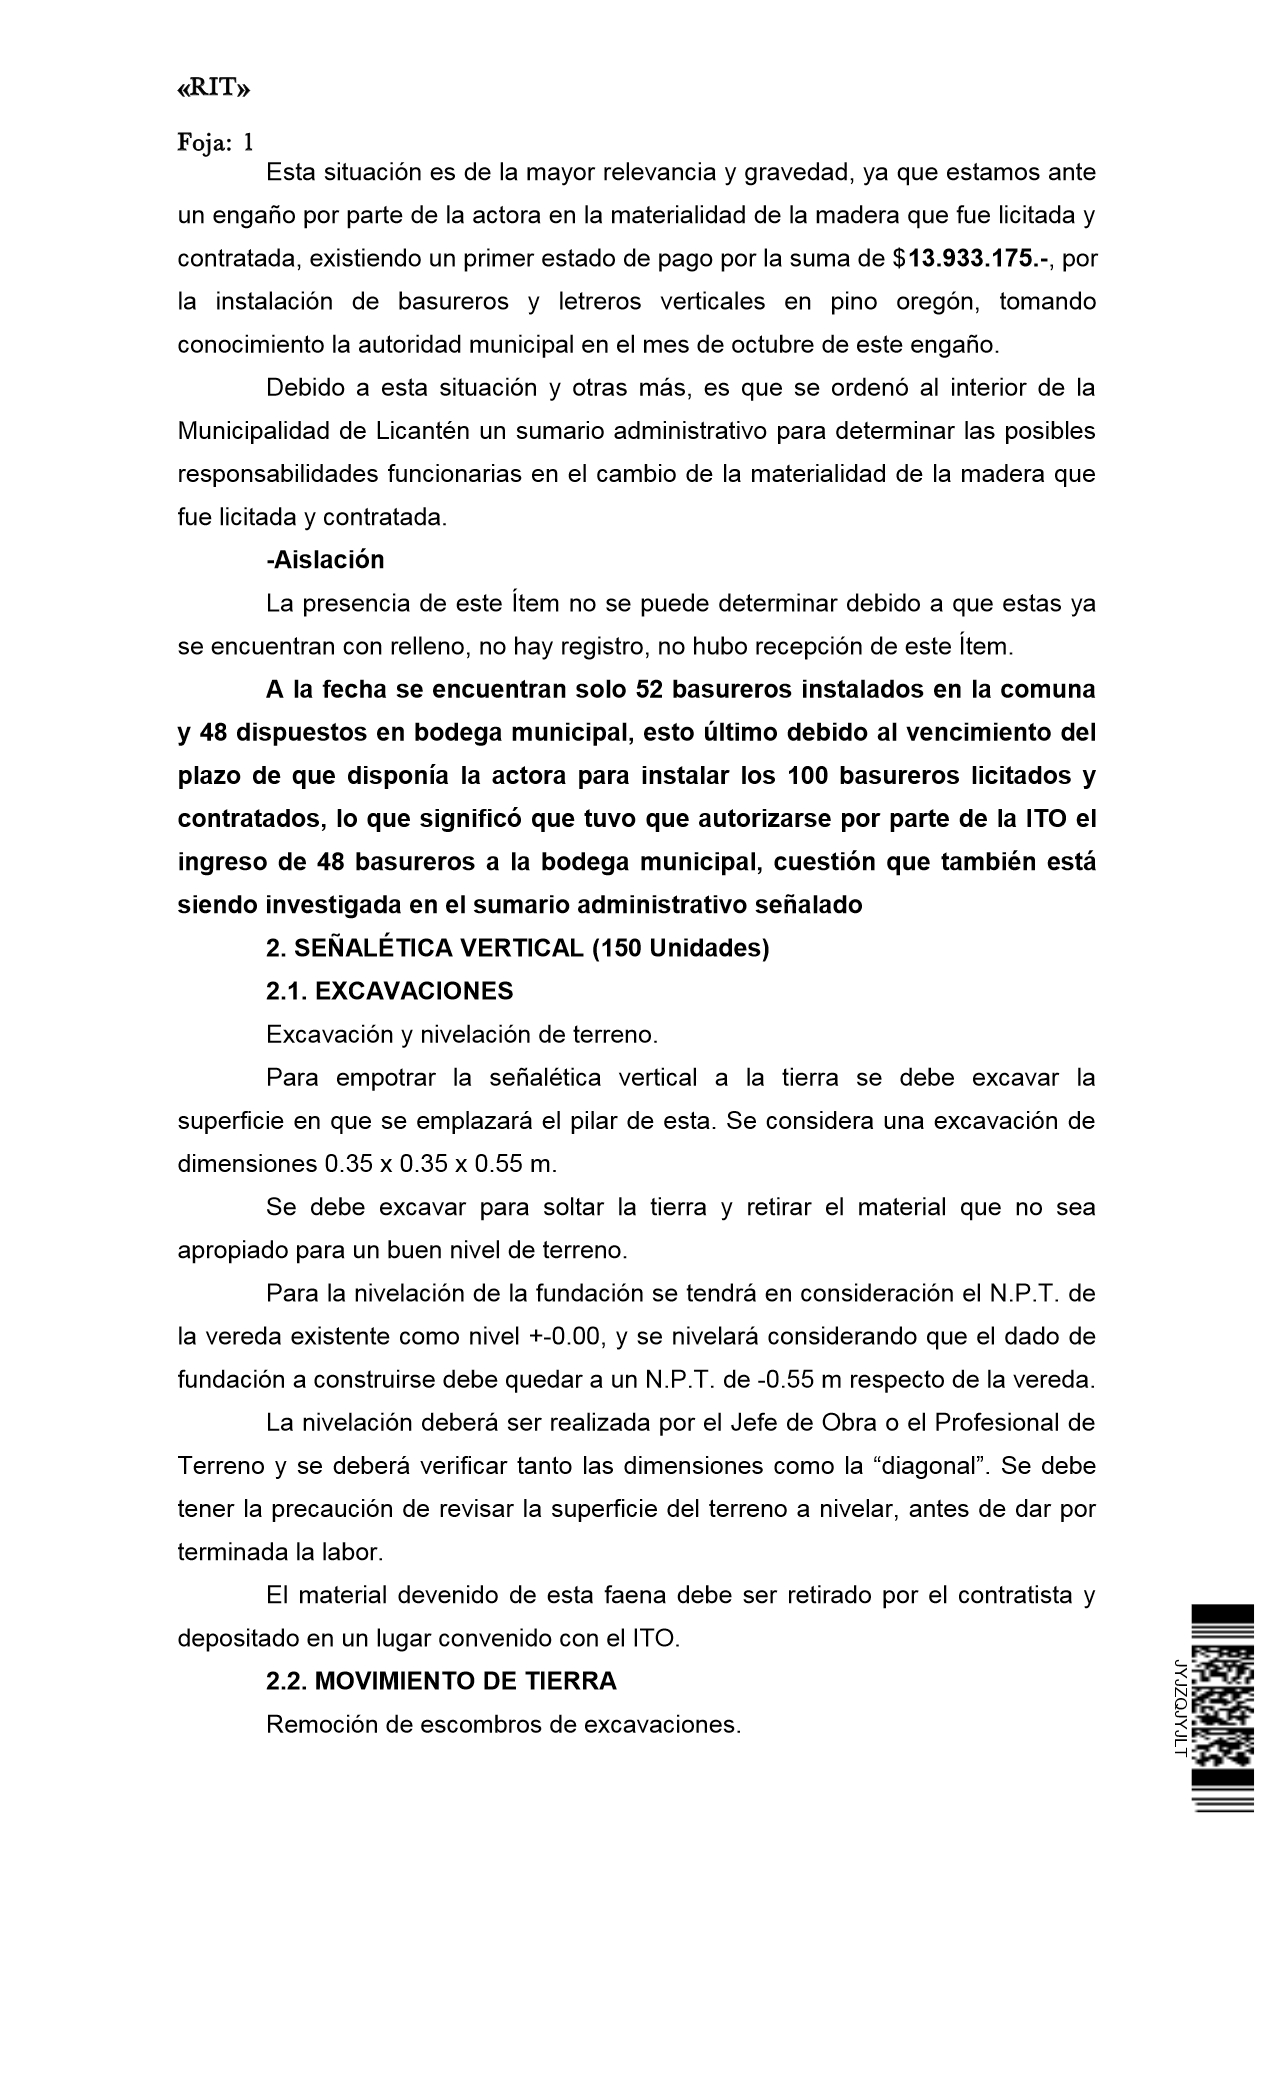 «RIT»
Foja: 1
Esta situación es de la mayor relevancia y gravedad, ya que estamos ante
un engaño por parte de la actora en la materialidad de la madera que fue licitada y
contratada, existiendo un primer estado de pago por la suma de $13.933.175.-, por
la instalación de basureros y letreros verticales en pino oregón, tomando
conocimiento la autoridad municipal en el mes de octubre de este engaño.
Debido a esta situación y otras más, es que se ordenó al interior de la
Municipalidad de Licantén un sumario administrativo para determinar las posibles
responsabilidades funcionarias en el cambio de la materialidad de la madera que
fue licitada y contratada.
-Aislación
La presencia de este Ítem no se puede determinar debido a que estas ya
se encuentran con relleno, no hay registro, no hubo recepción de este Ítem.
A la fecha se encuentran solo 52 basureros instalados en la comuna
y 48 dispuestos en bodega municipal, esto último debido al vencimiento del
plazo de que disponía la actora para instalar los 100 basureros licitados y
contratados, lo que significó que tuvo que autorizarse por parte de la ITO el
ingreso de 48 basureros a la bodega municipal, cuestión que también está
siendo investigada en el sumario administrativo señalado
2. SEÑALÉTICA VERTICAL (150 Unidades)
2.1. EXCAVACIONES
Excavación y nivelación de terreno.
Para empotrar la señalética vertical a la tierra se debe excavar la
superficie en que se emplazará el pilar de esta. Se considera una excavación de
dimensiones 0.35 x 0.35 x 0.55 m.
Se debe excavar para soltar la tierra y retirar el material que no sea
apropiado para un buen nivel de terreno.
Para la nivelación de la fundación se tendrá en consideración el N.P.T. de
la vereda existente como nivel +-0.00, y se nivelará considerando que el dado de
fundación a construirse debe quedar a un N.P.T. de -0.55 m respecto de la vereda.
La nivelación deberá ser realizada por el Jefe de Obra o el Profesional de
Terreno y se deberá verificar tanto las dimensiones como la “diagonal”. Se debe
tener la precaución de revisar la superficie del terreno a nivelar, antes de dar por
terminada la labor.
El material devenido de esta faena debe ser retirado por el contratista y
depositado en un lugar convenido con el ITO.
2.2. MOVIMIENTO DE TIERRA
Remoción de escombros de excavaciones.
JYJZQJYJLT